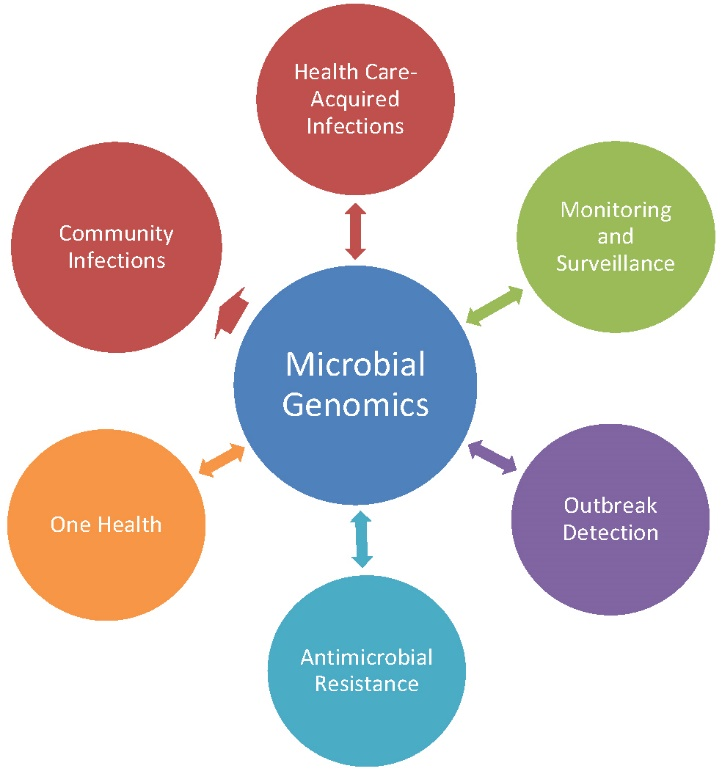 Health Care-
Acquired
Infections
Community
Infections
Monitoring
and
Surveillance
Microbial
Genomics
One Health
Outbreak
Detection
Antimicrobial
Resistance